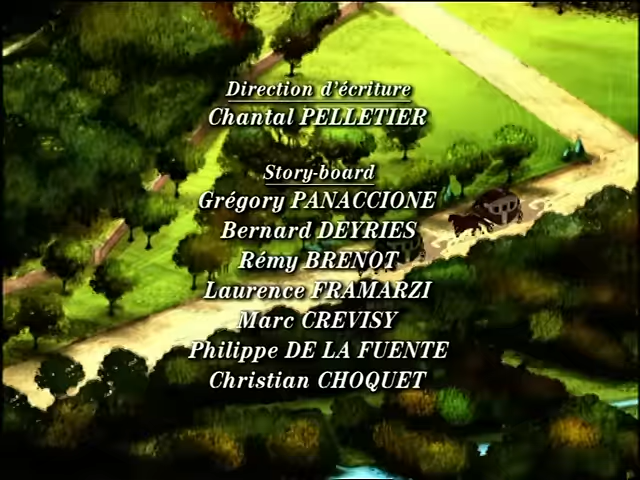 Direction d'écriture
Chantal PELLETIER
Story-board
Grégory PANACCIONE
Bernard DEYRIES
Rémy BRENOT
Laurence FRAMARZI
Marc CREVISY
Philippe DE LA FUENTE
Christian CHOQUET